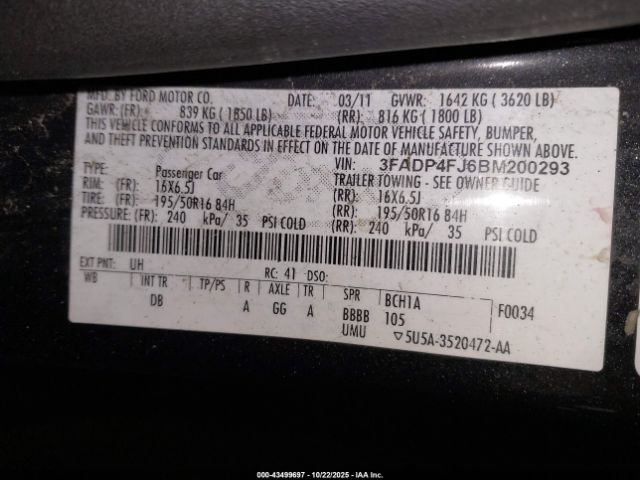 MFD. BY FORD MOTOR CO. DATE: 03/11 GVWR: 1642 KG ( 3620 LB)
GAWR: (FR) 839 KG ( 1850 LB) (RR): 816 KG ( 1800 LB)
THIS VEHICLE CONFORMS TO ALL APPLICABLE FEDERAL MOTOR VEHICLE SAFETY, BUMPER,
AND THEFT PREVENTION STANDARDS IN EFFECT ON THE DATE OF MANUFACTURE SHOWN ABOVE.
VIN: 3FADP4FJ6BM200293
TYPE: Passenger Car TRAILER TOWING - SEE OWNER GUIDE
RIM: (FR): 16X6.5J (RR): 16X6.5J
TIRE: (FR): 195/50R16 84H (RR): 195/50R16 84H
PRESSURE: (FR): 240 kPa/ 35 PSI COLD (RR): 240 kPa/ 35 PSI COLD
EXT PNT: UH RC: 41 DSO:
WB INT TR TP/PS R AXLE TR SPR BCH1A F0034
DB A GG A BBBB 105
UMU ▽5U5A-3520472-AA
000-43499697 · 10/22/2025 · IAAI.COM